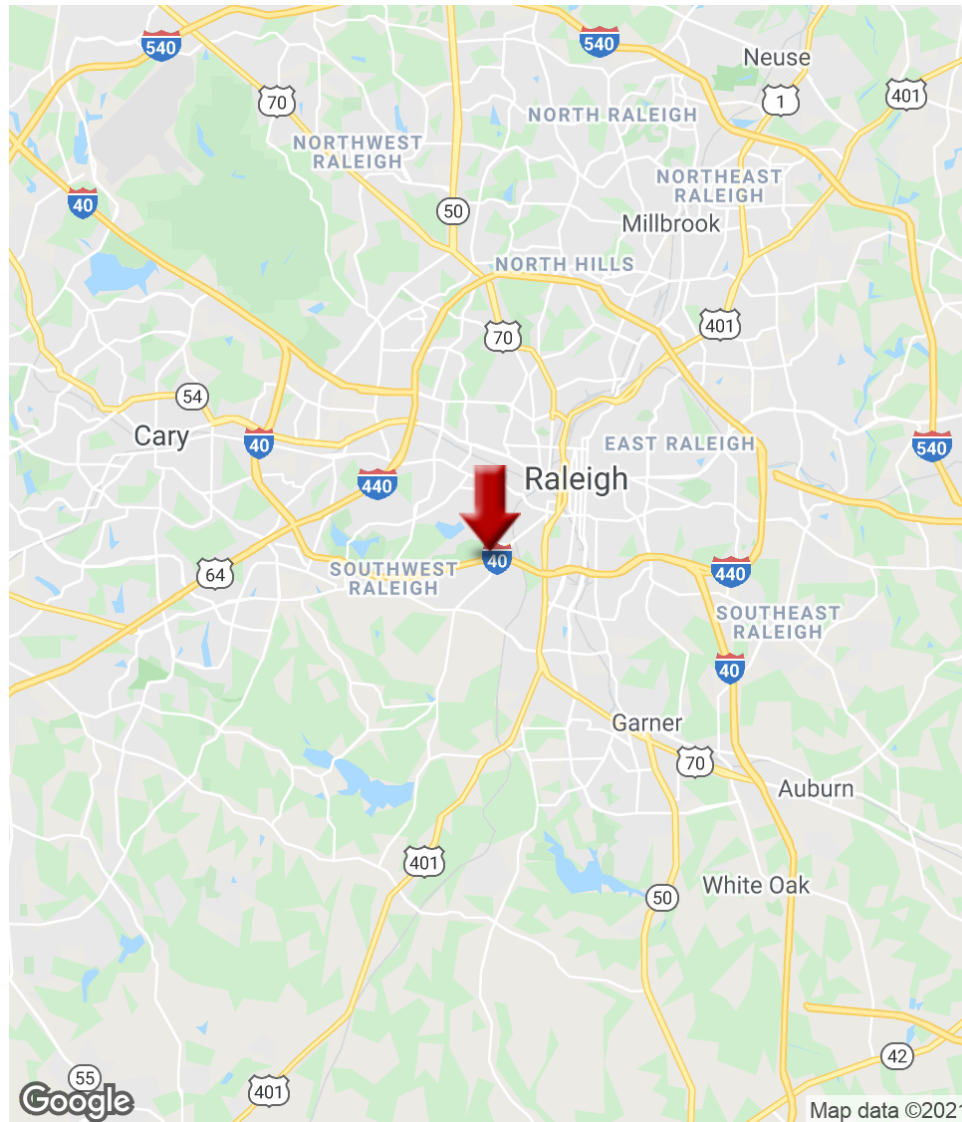 540
540
Neuse
70
1
401
NORTH RALEIGH
NORTHWEST
RALEIGH
NORTHEAST
RALEIGH
40
50
Millbrook
NORTH HILLS
401
70
54
Cary
40
EAST RALEIGH
540
440
Raleigh
40
SOUTHWEST
RALEIGH
64
440
SOUTHEAST
RALEIGH
40
Garner
70
Auburn
401
White Oak
50
42
55
401
Google
Map data ©2021